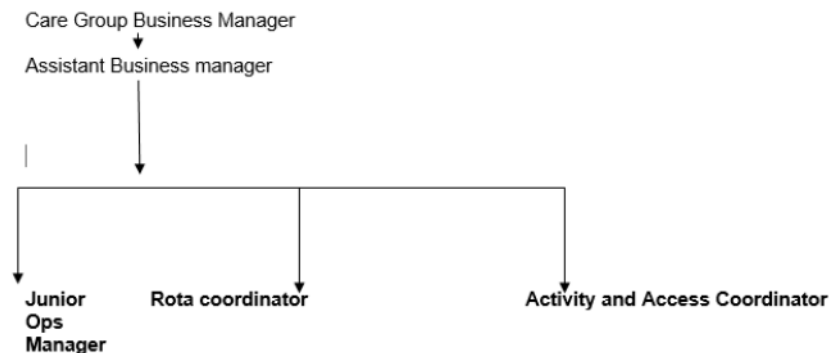 Care Group Business Manager
Assistant Business manager
Junior Rota coordinator Activity and Access Coordinator
Ops
Manager